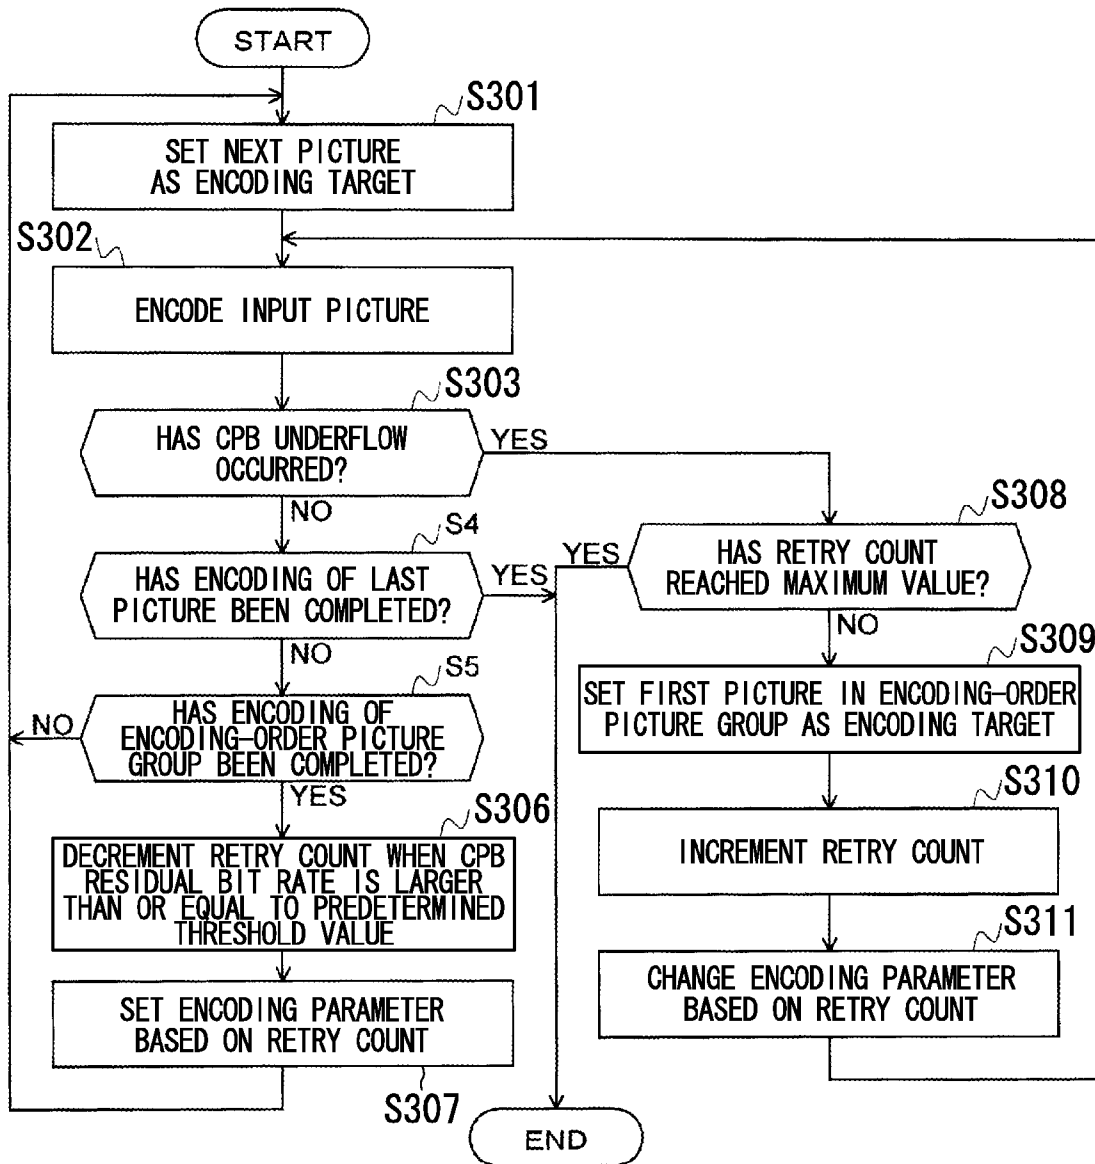 START
S301
SET NEXT PICTURE
AS ENCODING TARGET
S302
ENCODE INPUT PICTURE
S303
HAS CPB UNDERFLOW
OCCURRED?
YES
NO
S4
HAS ENCODING OF LAST
PICTURE BEEN COMPLETED?
YES
NO
S5
HAS ENCODING OF
ENCODING-ORDER PICTURE
GROUP BEEN COMPLETED?
NO
YES
S306
DECREMENT RETRY COUNT WHEN CPB
RESIDUAL BIT RATE IS LARGER
THAN OR EQUAL TO PREDETERMINED
THRESHOLD VALUE
SET ENCODING PARAMETER
BASED ON RETRY COUNT
S307
S308
HAS RETRY COUNT
REACHED MAXIMUM VALUE?
YES
NO
S309
SET FIRST PICTURE IN ENCODING-ORDER
PICTURE GROUP AS ENCODING TARGET
S310
INCREMENT RETRY COUNT
S311
CHANGE ENCODING PARAMETER
BASED ON RETRY COUNT
END